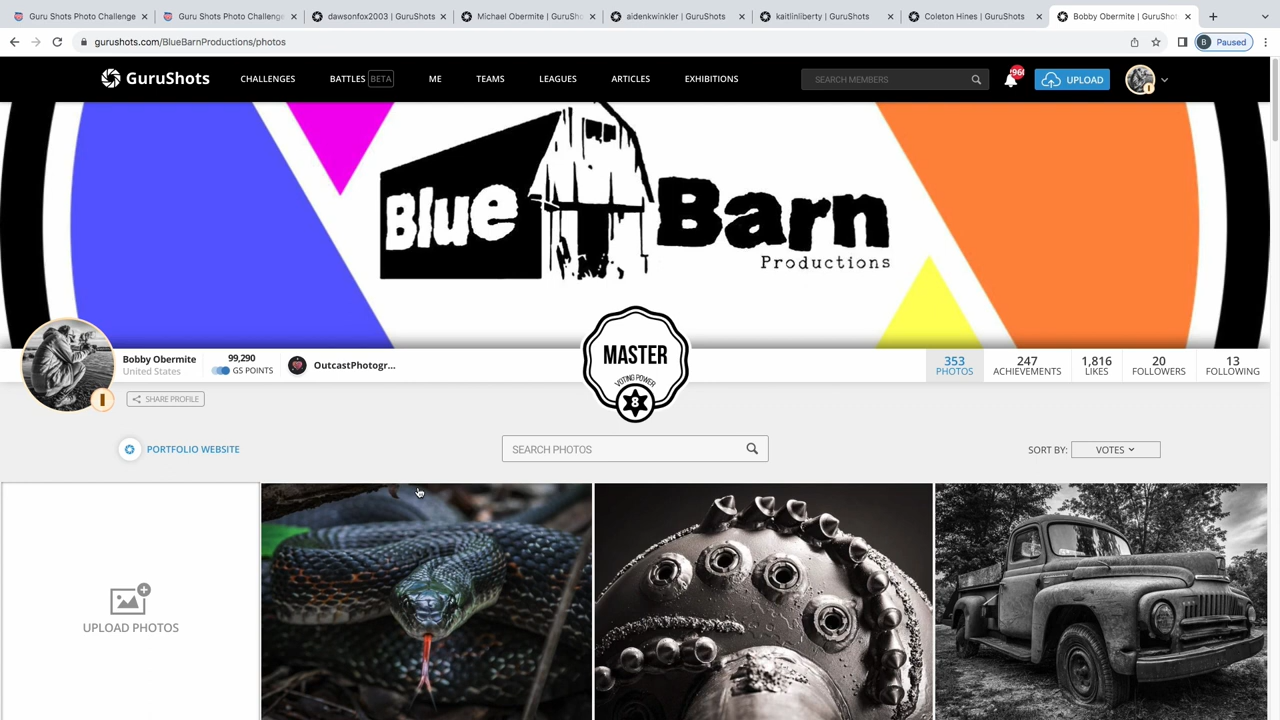 Guru Shots Photo Challenge
Guru Shots Photo Challenge
dawsonfox2003 | GuruShots
Michael Obermite | GuruSho
aidenkwinkler | GuruShots
kaitlinliberty | GuruShots
Coleton Hines | GuruShots
Bobby Obermite | GuruShot
gurushots.com/BlueBarnProductions/photos
B Paused
GuruShots
CHALLENGES
BATTLES BETA
ME
TEAMS
LEAGUES
ARTICLES
EXHIBITIONS
SEARCH MEMBERS
UPLOAD
Blue Barn
Productions
MASTER
VOTING POWER
8
Bobby Obermite
United States
99,290
GS POINTS
OutcastPhotogr...
353
PHOTOS
247
ACHIEVEMENTS
1,816
LIKES
20
FOLLOWERS
13
FOLLOWING
SHARE PROFILE
PORTFOLIO WEBSITE
SEARCH PHOTOS
SORT BY: VOTES
UPLOAD PHOTOS